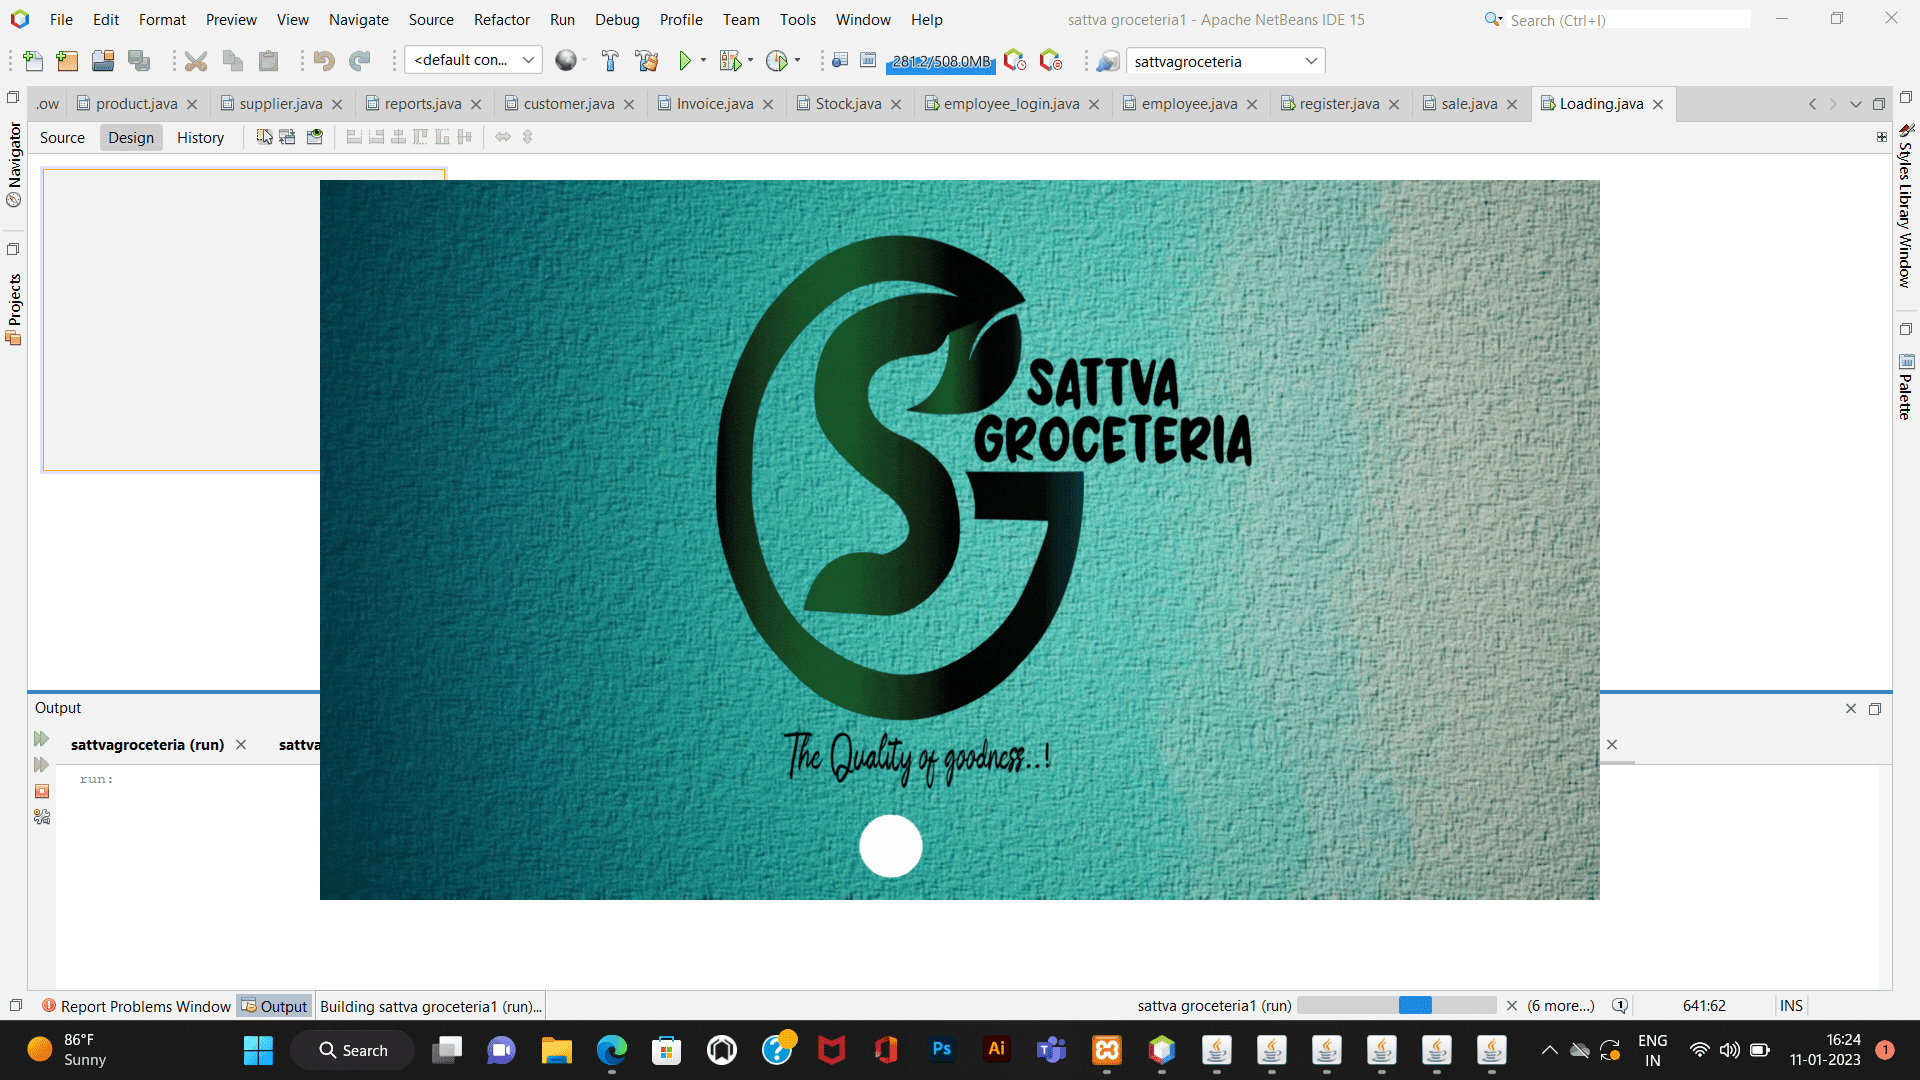 File Edit Format Preview View Navigate Source Refactor Run Debug Profile Team Tools Window Help
sattva groceteria1 - Apache NetBeans IDE 15
Search (Ctrl+I)
<default con...
281.2/508.0MB
sattvagroceteria
.ow
product.java
supplier.java
reports.java
customer.java
Invoice.java
Stock.java
employee_login.java
employee.java
register.java
sale.java
Loading.java
Source Design History
Navigator
Projects
Styles Library Window
Palette
SATTVA
GROCETERIA
The Quality of goodness..!
Output
sattvagroceteria (run)
sattva
run:
Report Problems Window
Output
Building sattva groceteria1 (run)...
sattva groceteria1 (run)
(6 more...)
1
641:62
INS
86°F
Sunny
Search
Ps
Ai
ENG
IN
16:24
11-01-2023
1